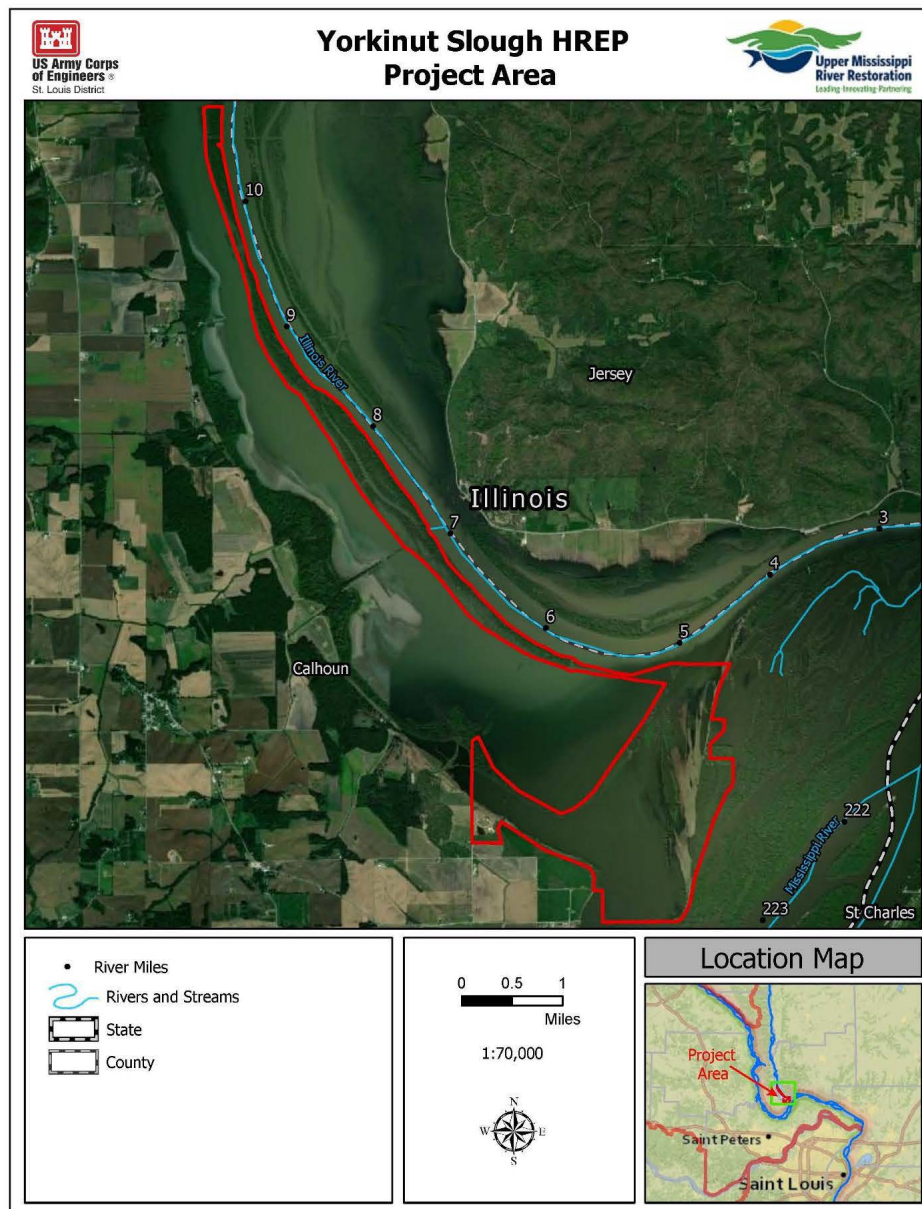 US Army Corps
of Engineers ®
St. Louis District
Yorkinut Slough HREP
Project Area
Upper Mississippi
River Restoration
Leading·Innovating·Partnering
10
9
Illinois River
8
Jersey
Illinois
7
3
4
6
5
Calhoun
222
Mississippi River
223
St Charles
River Miles
Rivers and Streams
State
County
0 0.5 1
Miles
1:70,000
N
W E
S
Location Map
Project
Area
Saint Peters
Saint Louis